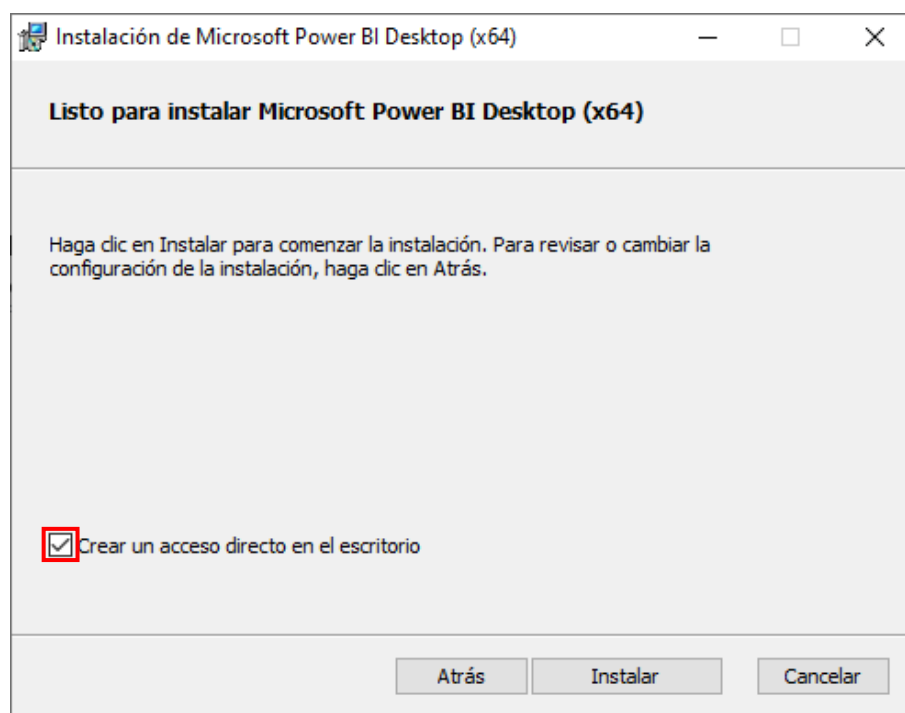 Instalación de Microsoft Power BI Desktop (x64)
Listo para instalar Microsoft Power BI Desktop (x64)
Haga clic en Instalar para comenzar la instalación. Para revisar o cambiar la
configuración de la instalación, haga clic en Atrás.
Crear un acceso directo en el escritorio
Atrás
Instalar
Cancelar